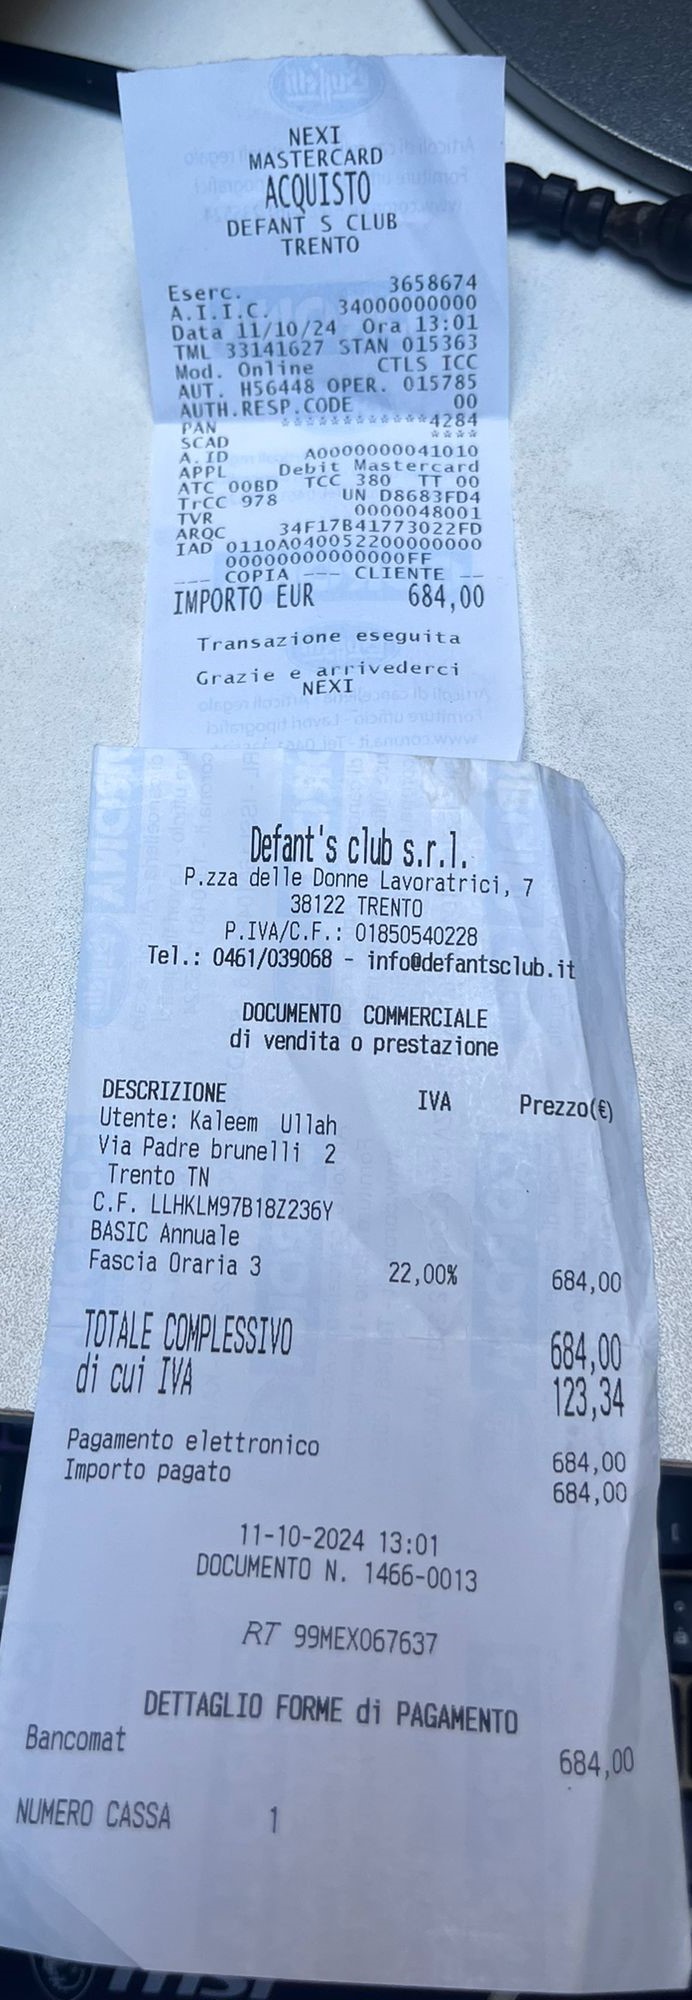 NEXI
MASTERCARD
ACQUISTO
DEFANT S CLUB
TRENTO
Eserc. 3658674
A.I.I.C. 34000000000
Data 11/10/24 Ora 13:01
TML 33141627 STAN 015363
Mod. Online CTLS ICC
AUT. H56448 OPER. 015785
AUTH.RESP.CODE 00
PAN ************4284
SCAD ****
A.ID A0000000041010
APPL Debit Mastercard
ATC 00BD TCC 380 TT 00
TrCC 978 UN D8683FD4
TVR 0000048001
ARQC 34F17B41773022FD
IAD 0110A04005220000000
00000000000000FF
--- COPIA --- CLIENTE --
IMPORTO EUR 684,00
Transazione eseguita
Grazie e arrivederci
NEXI
Defant's club s.r.l.
P.zza delle Donne Lavoratrici, 7
38122 TRENTO
P.IVA/C.F.: 01850540228
Tel.: 0461/039068 - info@defantsclub.it
DOCUMENTO COMMERCIALE
di vendita o prestazione
DESCRIZIONE IVA Prezzo(€)
Utente: Kaleem Ullah
Via Padre brunelli 2
Trento TN
C.F. LLHKLM97B18Z236Y
BASIC Annuale
Fascia Oraria 3 22,00% 684,00
TOTALE COMPLESSIVO 684,00
di cui IVA 123,34
Pagamento elettronico 684,00
Importo pagato 684,00
11-10-2024 13:01
DOCUMENTO N. 1466-0013
RT 99MEX067637
DETTAGLIO FORME di PAGAMENTO
Bancomat 684,00
NUMERO CASSA 1
msi